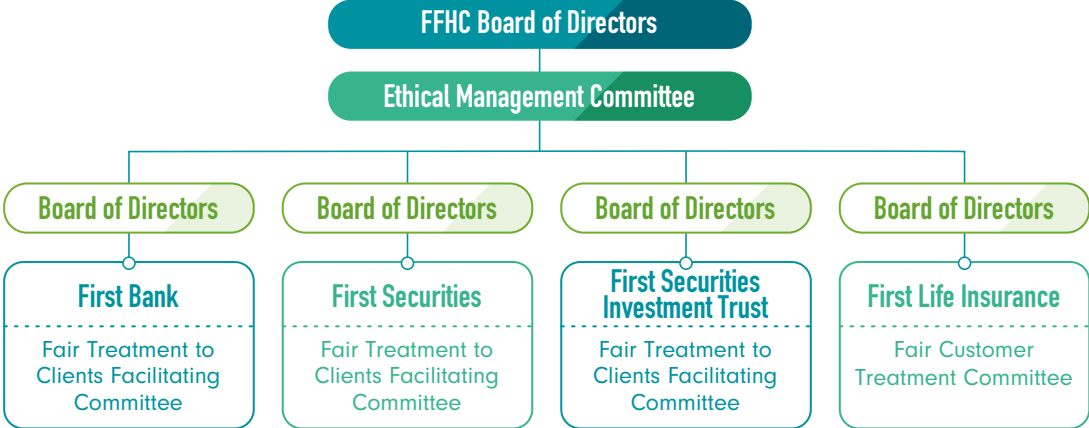 FFHC Board of Directors
Ethical Management Committee
Board of Directors
Board of Directors
Board of Directors
Board of Directors
First Bank
Fair Treatment to
Clients Facilitating
Committee
First Securities
Fair Treatment to
Clients Facilitating
Committee
First Securities
Investment Trust
Fair Treatment to
Clients Facilitating
Committee
First Life Insurance
Fair Customer
Treatment Committee